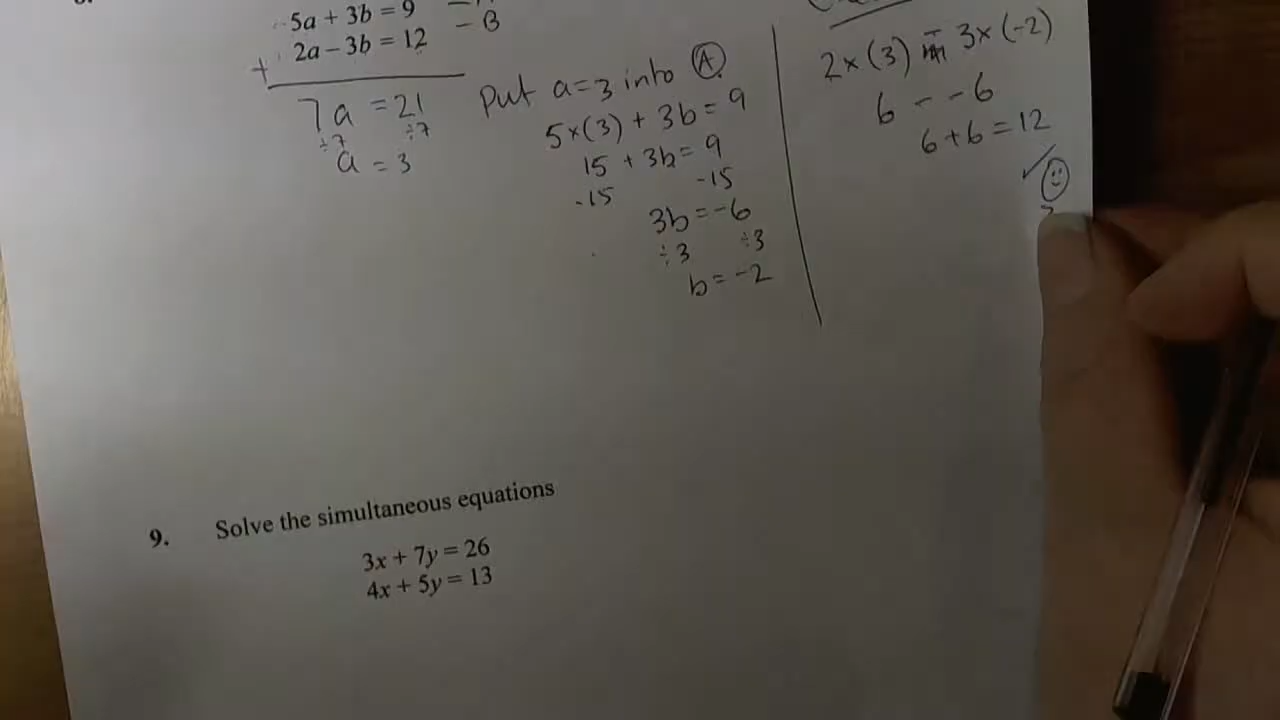 5a + 3b = 9
2a − 3b = 12 - B
+
7a = 21
÷7 ÷7
a = 3
Put a=3 into A
5×(3) + 3b = 9
15 + 3b = 9
-15 -15
3b = -6
÷3 ÷3
b = -2
2×(3) - 3×(-2)
6 - -6
6+6 = 12
✓
9. Solve the simultaneous equations
3x + 7y = 26
4x + 5y = 13